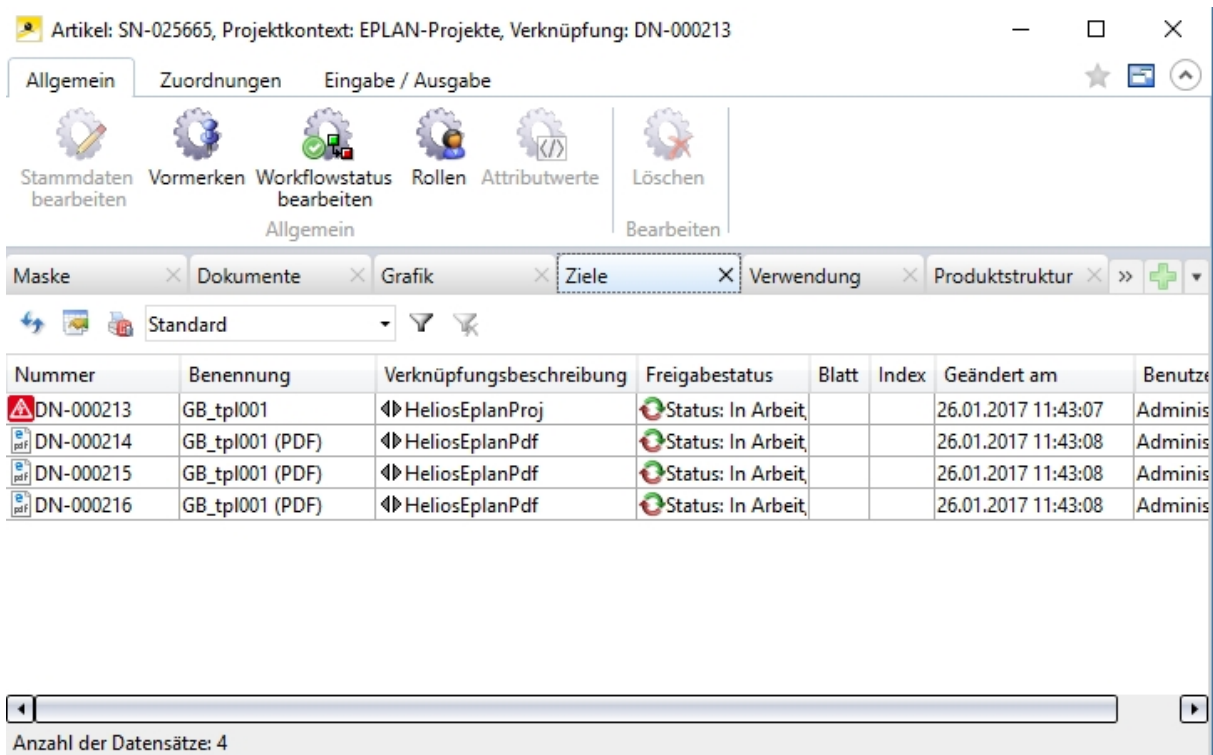 Artikel: SN-025665, Projektkontext: EPLAN-Projekte, Verknüpfung: DN-000213
Allgemein Zuordnungen Eingabe / Ausgabe
Stammdaten bearbeiten Vormerken Workflowstatus bearbeiten Rollen Attributwerte Löschen
Allgemein Bearbeiten
Maske Dokumente Grafik Ziele Verwendung Produktstruktur
Standard
Nummer Benennung Verknüpfungsbeschreibung Freigabestatus Blatt Index Geändert am Benutze
DN-000213 GB_tpl001 HeliosEplanProj Status: In Arbeit, 26.01.2017 11:43:07 Adminis
DN-000214 GB_tpl001 (PDF) HeliosEplanPdf Status: In Arbeit, 26.01.2017 11:43:08 Adminis
DN-000215 GB_tpl001 (PDF) HeliosEplanPdf Status: In Arbeit, 26.01.2017 11:43:08 Adminis
DN-000216 GB_tpl001 (PDF) HeliosEplanPdf Status: In Arbeit, 26.01.2017 11:43:08 Adminis
Anzahl der Datensätze: 4